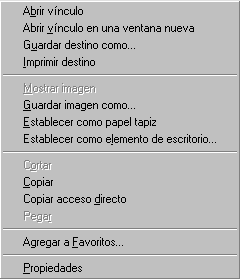 Abrir vínculo
Abrir vínculo en una ventana nueva
Guardar destino como...
Imprimir destino
Mostrar imagen
Guardar imagen como...
Establecer como papel tapiz
Establecer como elemento de escritorio...
Cortar
Copiar
Copiar acceso directo
Pegar
Agregar a Favoritos...
Propiedades